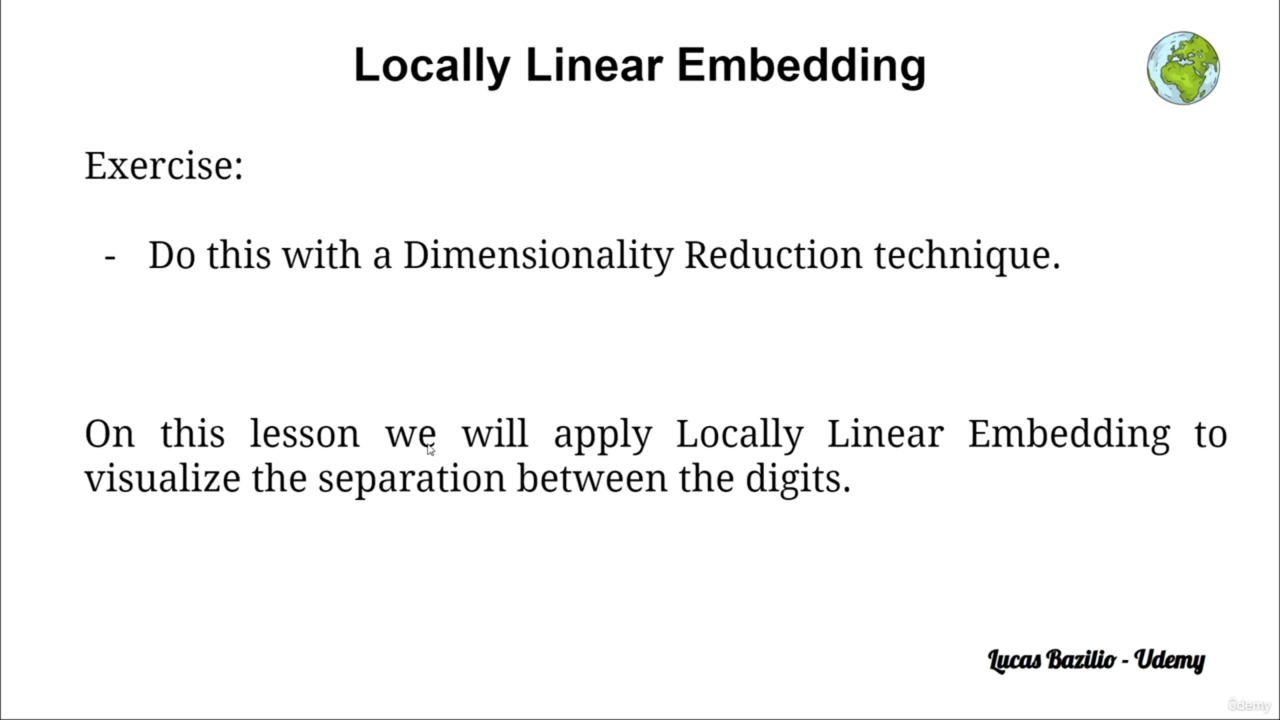 Locally Linear Embedding
Exercise:
- Do this with a Dimensionality Reduction technique.
On this lesson we will apply Locally Linear Embedding to
visualize the separation between the digits.
Lucas Bazilio - Udemy
ûdemy